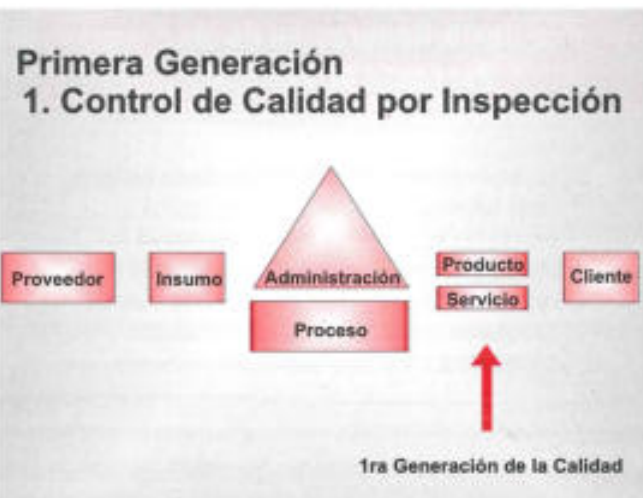 Primera Generación
1. Control de Calidad por Inspección
Proveedor
Insumo
Administración
Proceso
Producto
Servicio
Cliente
1ra Generación de la Calidad